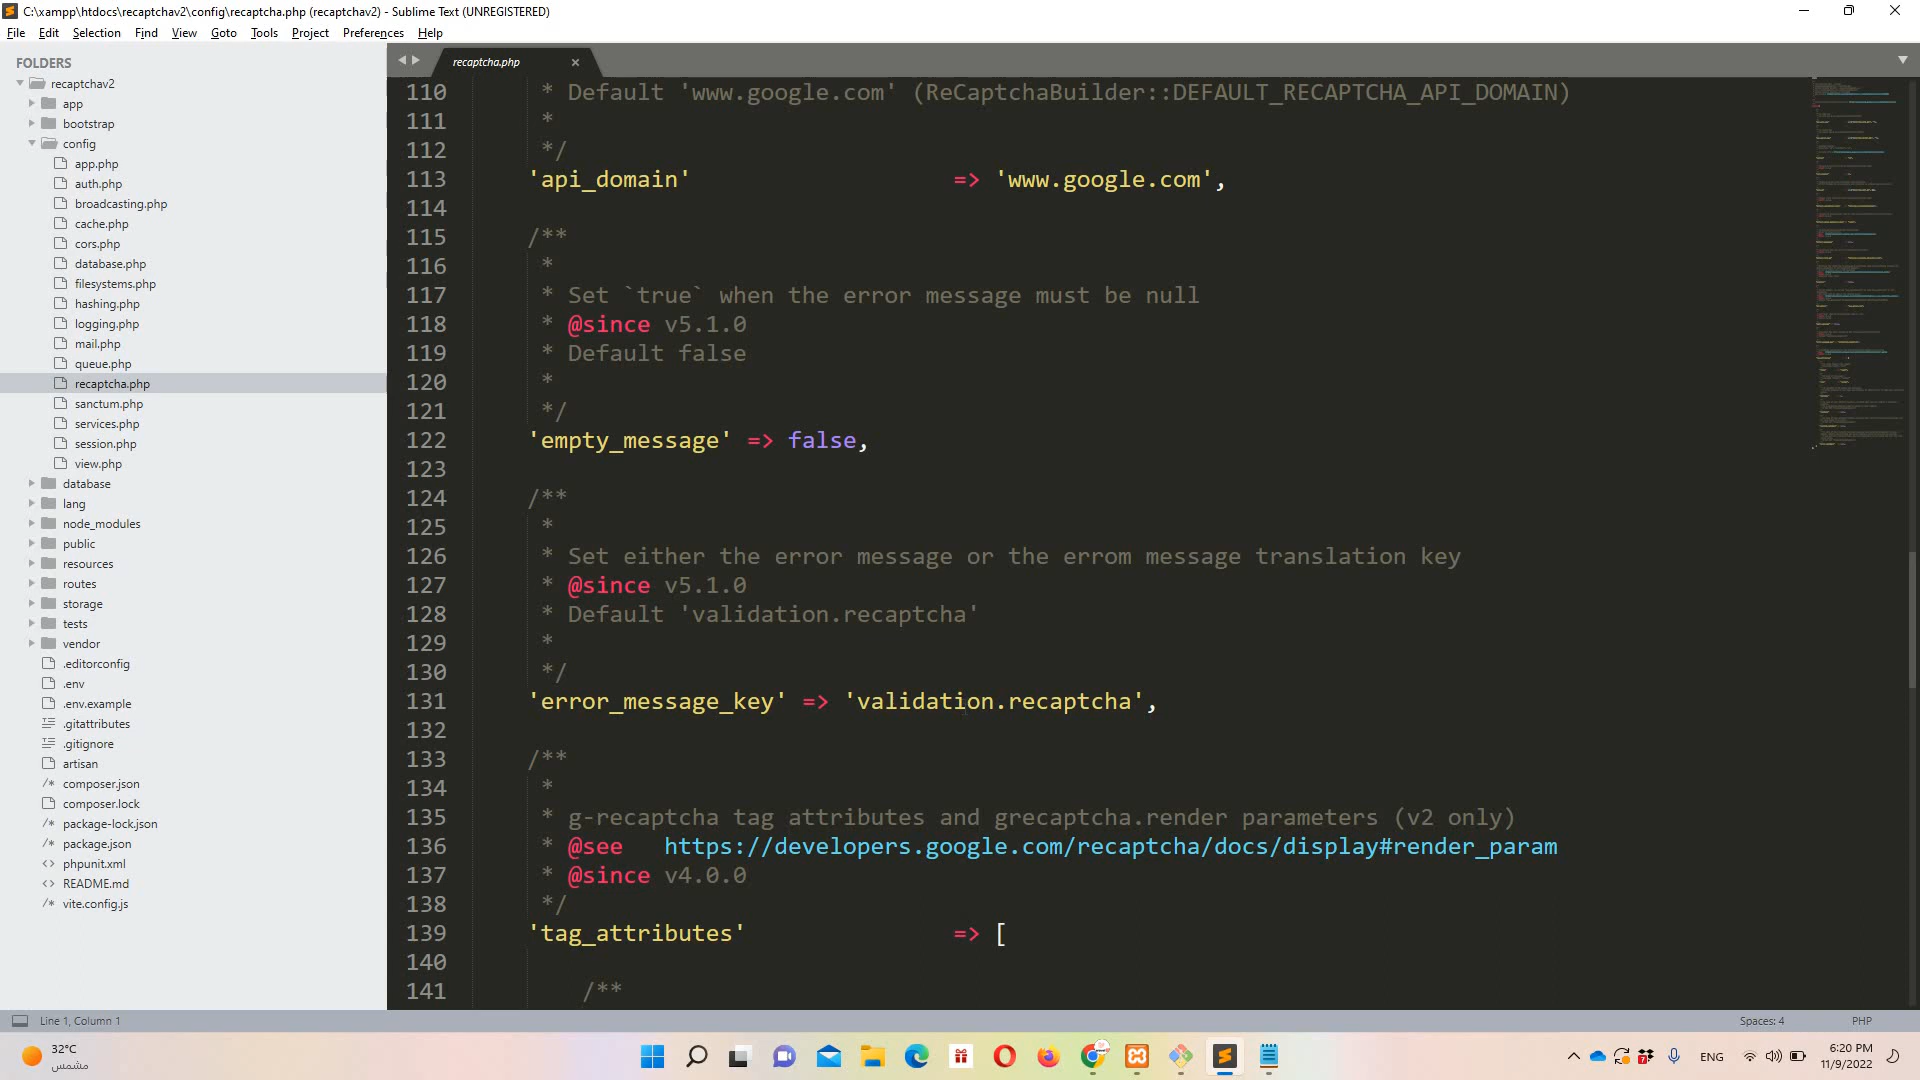 C:\xampp\htdocs\recaptchav2\config\recaptcha.php (recaptchav2) - Sublime Text (UNREGISTERED)
File Edit Selection Find View Goto Tools Project Preferences Help
FOLDERS
recaptchav2
app
bootstrap
config
app.php
auth.php
broadcasting.php
cache.php
cors.php
database.php
filesystems.php
hashing.php
logging.php
mail.php
queue.php
recaptcha.php
sanctum.php
services.php
session.php
view.php
database
lang
node_modules
public
resources
routes
storage
tests
vendor
.editorconfig
.env
.env.example
.gitattributes
.gitignore
artisan
/* composer.json
composer.lock
/* package-lock.json
/* package.json
<> phpunit.xml
<> README.md
/* vite.config.js
recaptcha.php
110 * Default 'www.google.com' (ReCaptchaBuilder::DEFAULT_RECAPTCHA_API_DOMAIN)
111 *
112 */
113 'api_domain' => 'www.google.com',
114
115 /**
116 *
117 * Set `true` when the error message must be null
118 * @since v5.1.0
119 * Default false
120 *
121 */
122 'empty_message' => false,
123
124 /**
125 *
126 * Set either the error message or the errom message translation key
127 * @since v5.1.0
128 * Default 'validation.recaptcha'
129 *
130 */
131 'error_message_key' => 'validation.recaptcha',
132
133 /**
134 *
135 * g-recaptcha tag attributes and grecaptcha.render parameters (v2 only)
136 * @see https://developers.google.com/recaptcha/docs/display#render_param
137 * @since v4.0.0
138 */
139 'tag_attributes' => [
140
141 /**
Line 1, Column 1
Spaces: 4
PHP
32°C
مشمس
ENG
6:20 PM
11/9/2022